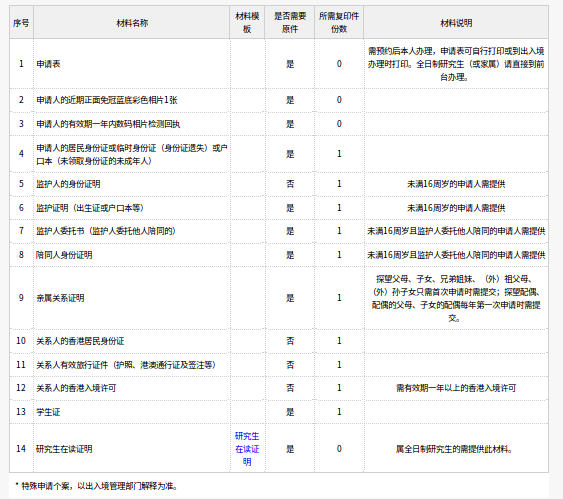 序号 材料名称 材料模板 是否需要原件 所需复印件份数 材料说明
1 申请表 是 0 需预约后本人办理，申请表可自行打印或到出入境
办理时打印。全日制研究生（或家属）请直接到前
台办理。
2 申请人的近期正面免冠蓝底彩色相片1张 是 0
3 申请人的有效期一年内数码相片检测回执 是 0
4 申请人的居民身份证或临时身份证（身份证遗失）或户
口本（未领取身份证的未成年人） 是 1
5 监护人的身份证明 否 1 未满16周岁的申请人需提供
6 监护证明（出生证或户口本等） 是 1 未满16周岁的申请人需提供
7 监护人委托书（监护人委托他人陪同的） 是 1 未满16周岁且监护人委托他人陪同的申请人需提供
8 陪同人身份证明 是 1 未满16周岁且监护人委托他人陪同的申请人需提供
9 亲属关系证明 是 1 探望父母、子女、兄弟姐妹、（外）祖父母、
（外）孙子女只需首次申请时需提交；探望配偶、
配偶的父母、子女的配偶每年第一次申请时需提
交。
10 关系人的香港居民身份证 否 1
11 关系人有效旅行证件（护照、港澳通行证及签注等） 否 1
12 关系人的香港入境许可 否 1 需有效期一年以上的香港入境许可
13 学生证 是 1
14 研究生在读证明 研究生
在读证
明 是 0 属全日制研究生的需提供此材料。
* 特殊申请个案，以出入境管理部门解释为准。